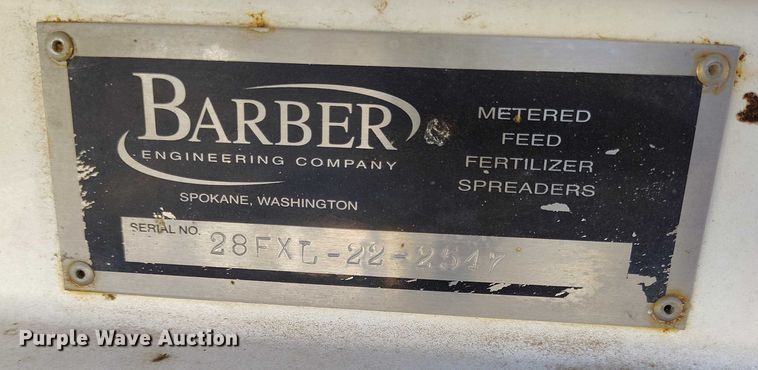 BARBER
ENGINEERING COMPANY
SPOKANE, WASHINGTON
METERED
FEED
FERTILIZER
SPREADERS
SERIAL NO. 28FXL-22-2547
Purple Wave Auction